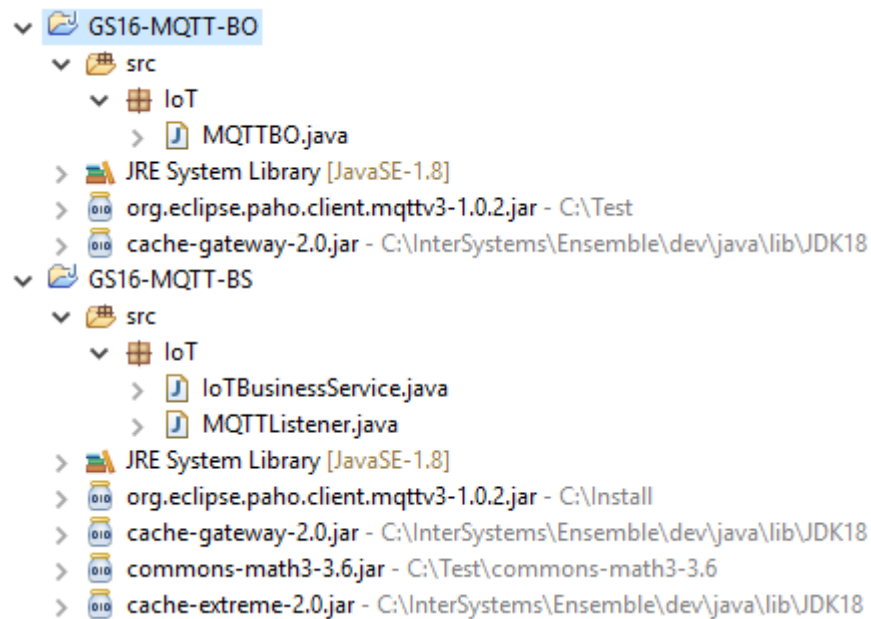 GS16-MQTT-BO
src
IoT
MQTTBO.java
JRE System Library [JavaSE-1.8]
org.eclipse.paho.client.mqttv3-1.0.2.jar - C:\Test
cache-gateway-2.0.jar - C:\InterSystems\Ensemble\dev\java\lib\JDK18
GS16-MQTT-BS
src
IoT
IoTBusinessService.java
MQTTListener.java
JRE System Library [JavaSE-1.8]
org.eclipse.paho.client.mqttv3-1.0.2.jar - C:\Install
cache-gateway-2.0.jar - C:\InterSystems\Ensemble\dev\java\lib\JDK18
commons-math3-3.6.jar - C:\Test\commons-math3-3.6
cache-extreme-2.0.jar - C:\InterSystems\Ensemble\dev\java\lib\JDK18